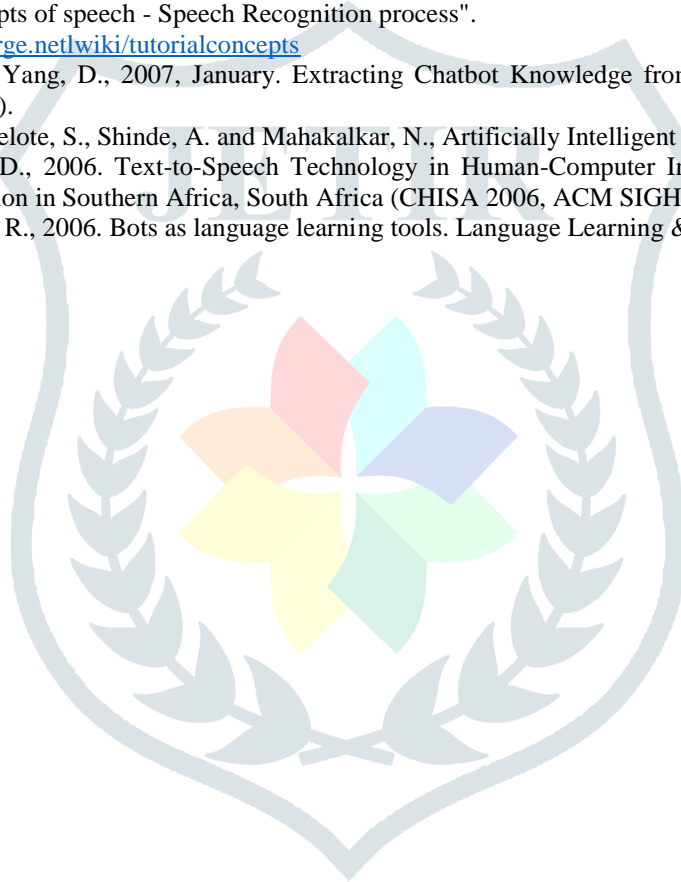 pts of speech - Speech Recognition process".
rge.netlwiki/tutorialconcepts
Yang, D., 2007, January. Extracting Chatbot Knowledge from
).
elote, S., Shinde, A. and Mahakalkar, N., Artificially Intelligent
D., 2006. Text-to-Speech Technology in Human-Computer In
ion in Southern Africa, South Africa (CHISA 2006, ACM SIGH
R., 2006. Bots as language learning tools. Language Learning &
JETIR